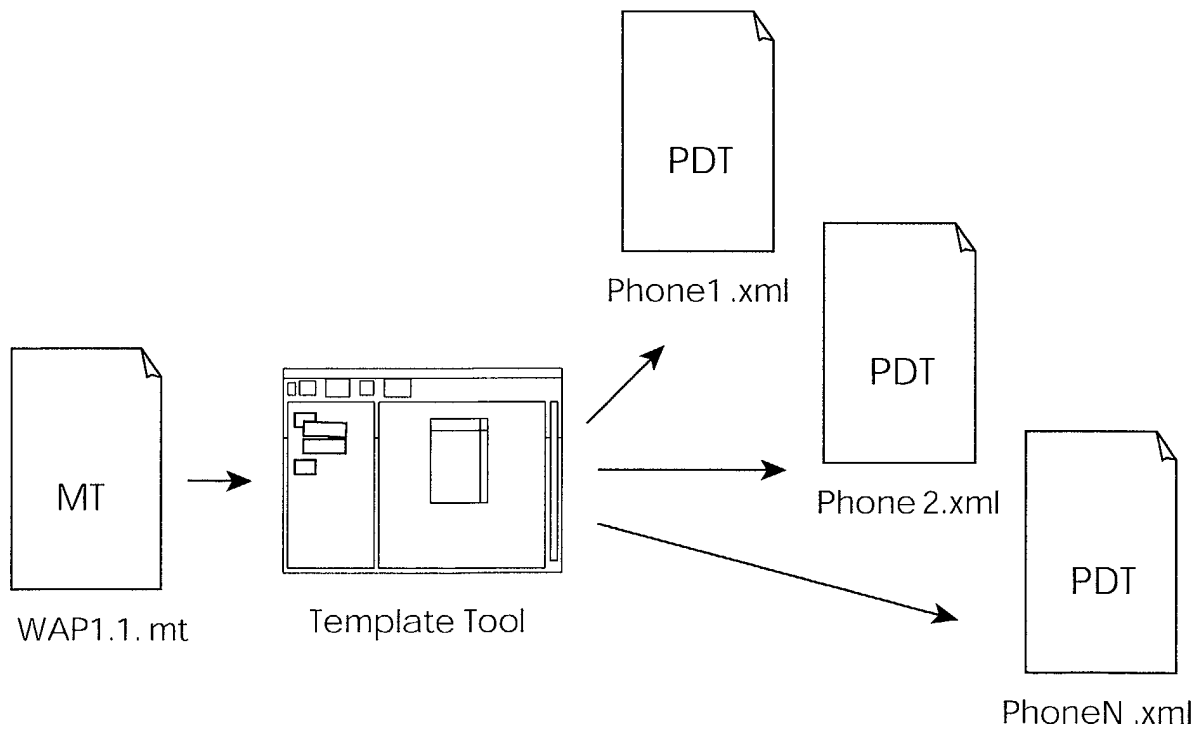 PDT
Phone1 .xml
PDT
Phone 2.xml
MT
WAP1.1. mt
Template Tool
PDT
PhoneN .xml